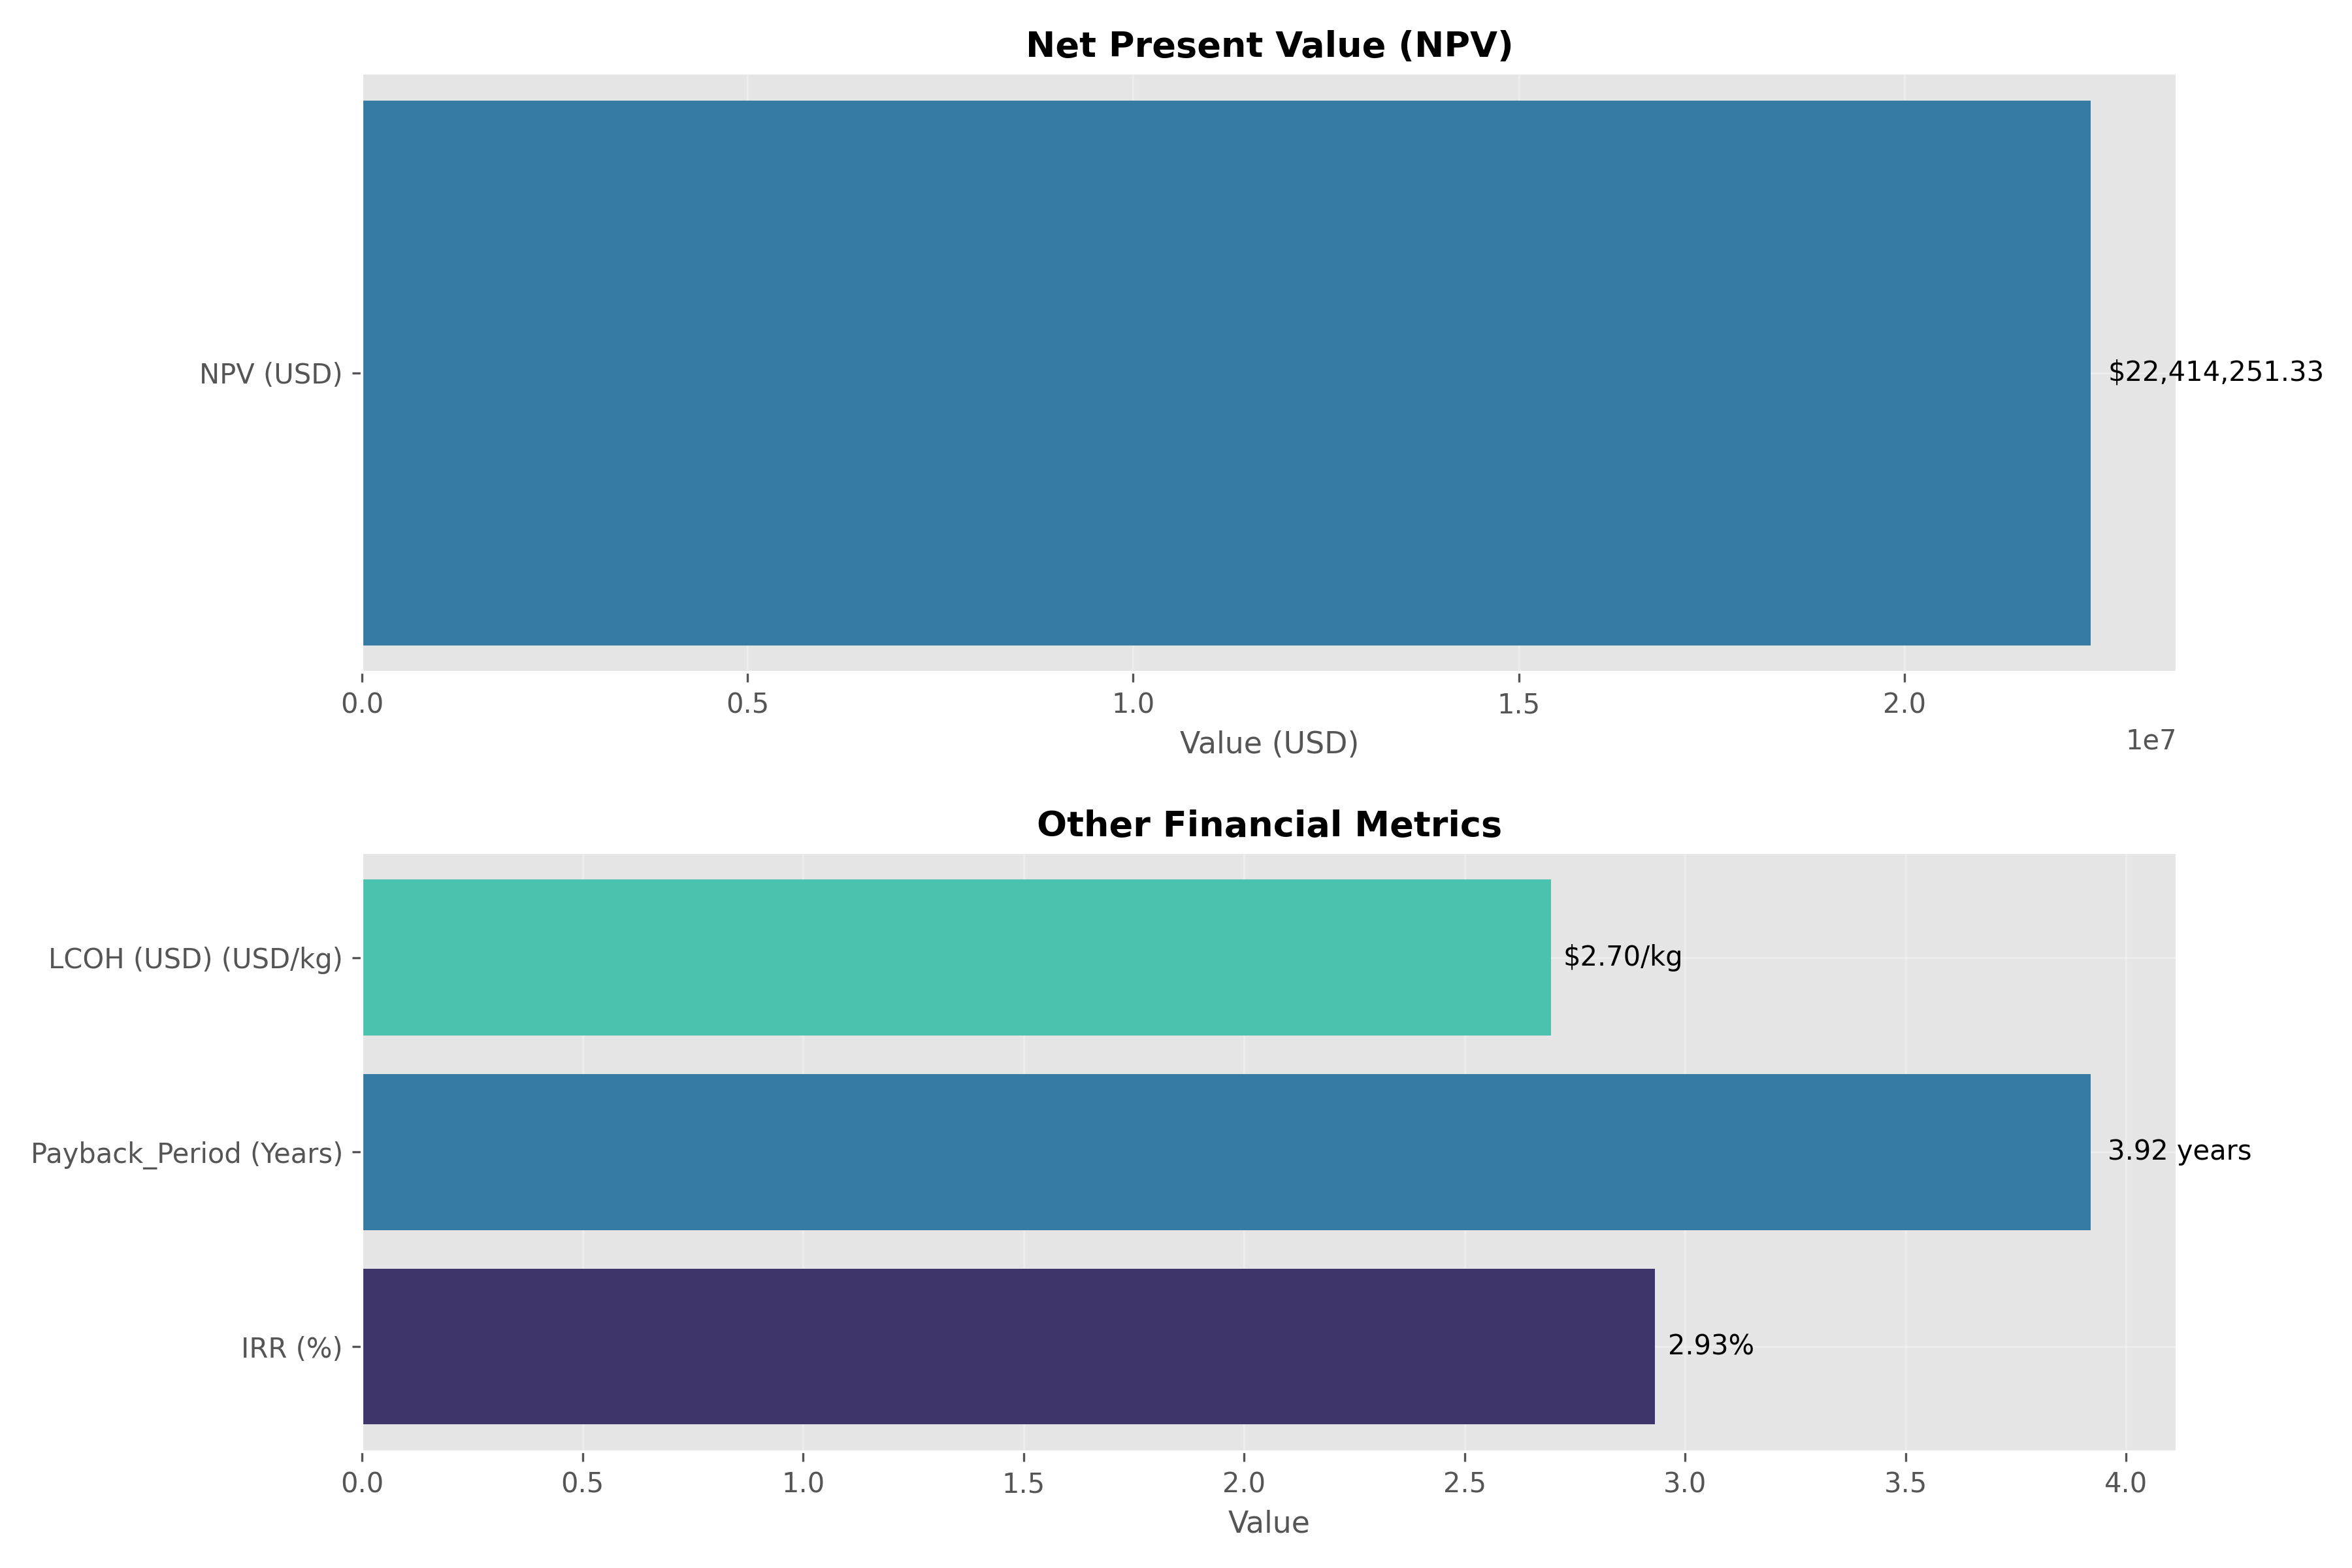 Net Present Value (NPV)
NPV (USD)
$22,414,251.33
0.0 0.5 1.0 1.5 2.0
Value (USD)
1e7
Other Financial Metrics
LCOH (USD) (USD/kg)
$2.70/kg
Payback_Period (Years)
3.92 years
IRR (%)
2.93%
0.0 0.5 1.0 1.5 2.0 2.5 3.0 3.5 4.0
Value